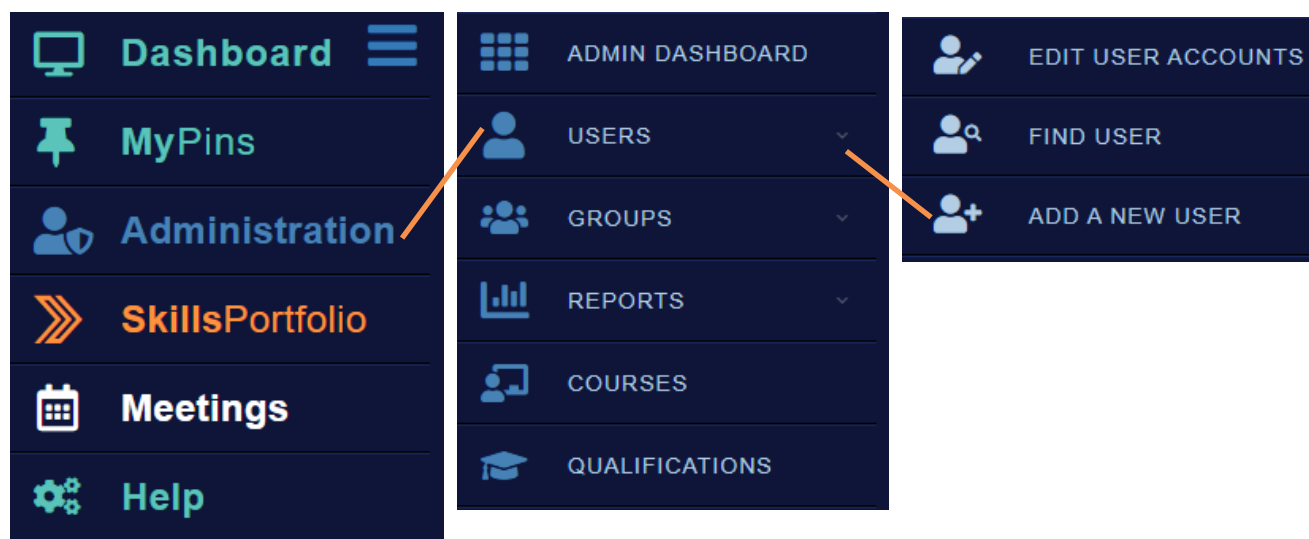 Dashboard
MyPins
Administration
SkillsPortfolio
Meetings
Help
ADMIN DASHBOARD
USERS
GROUPS
REPORTS
COURSES
QUALIFICATIONS
EDIT USER ACCOUNTS
FIND USER
ADD A NEW USER